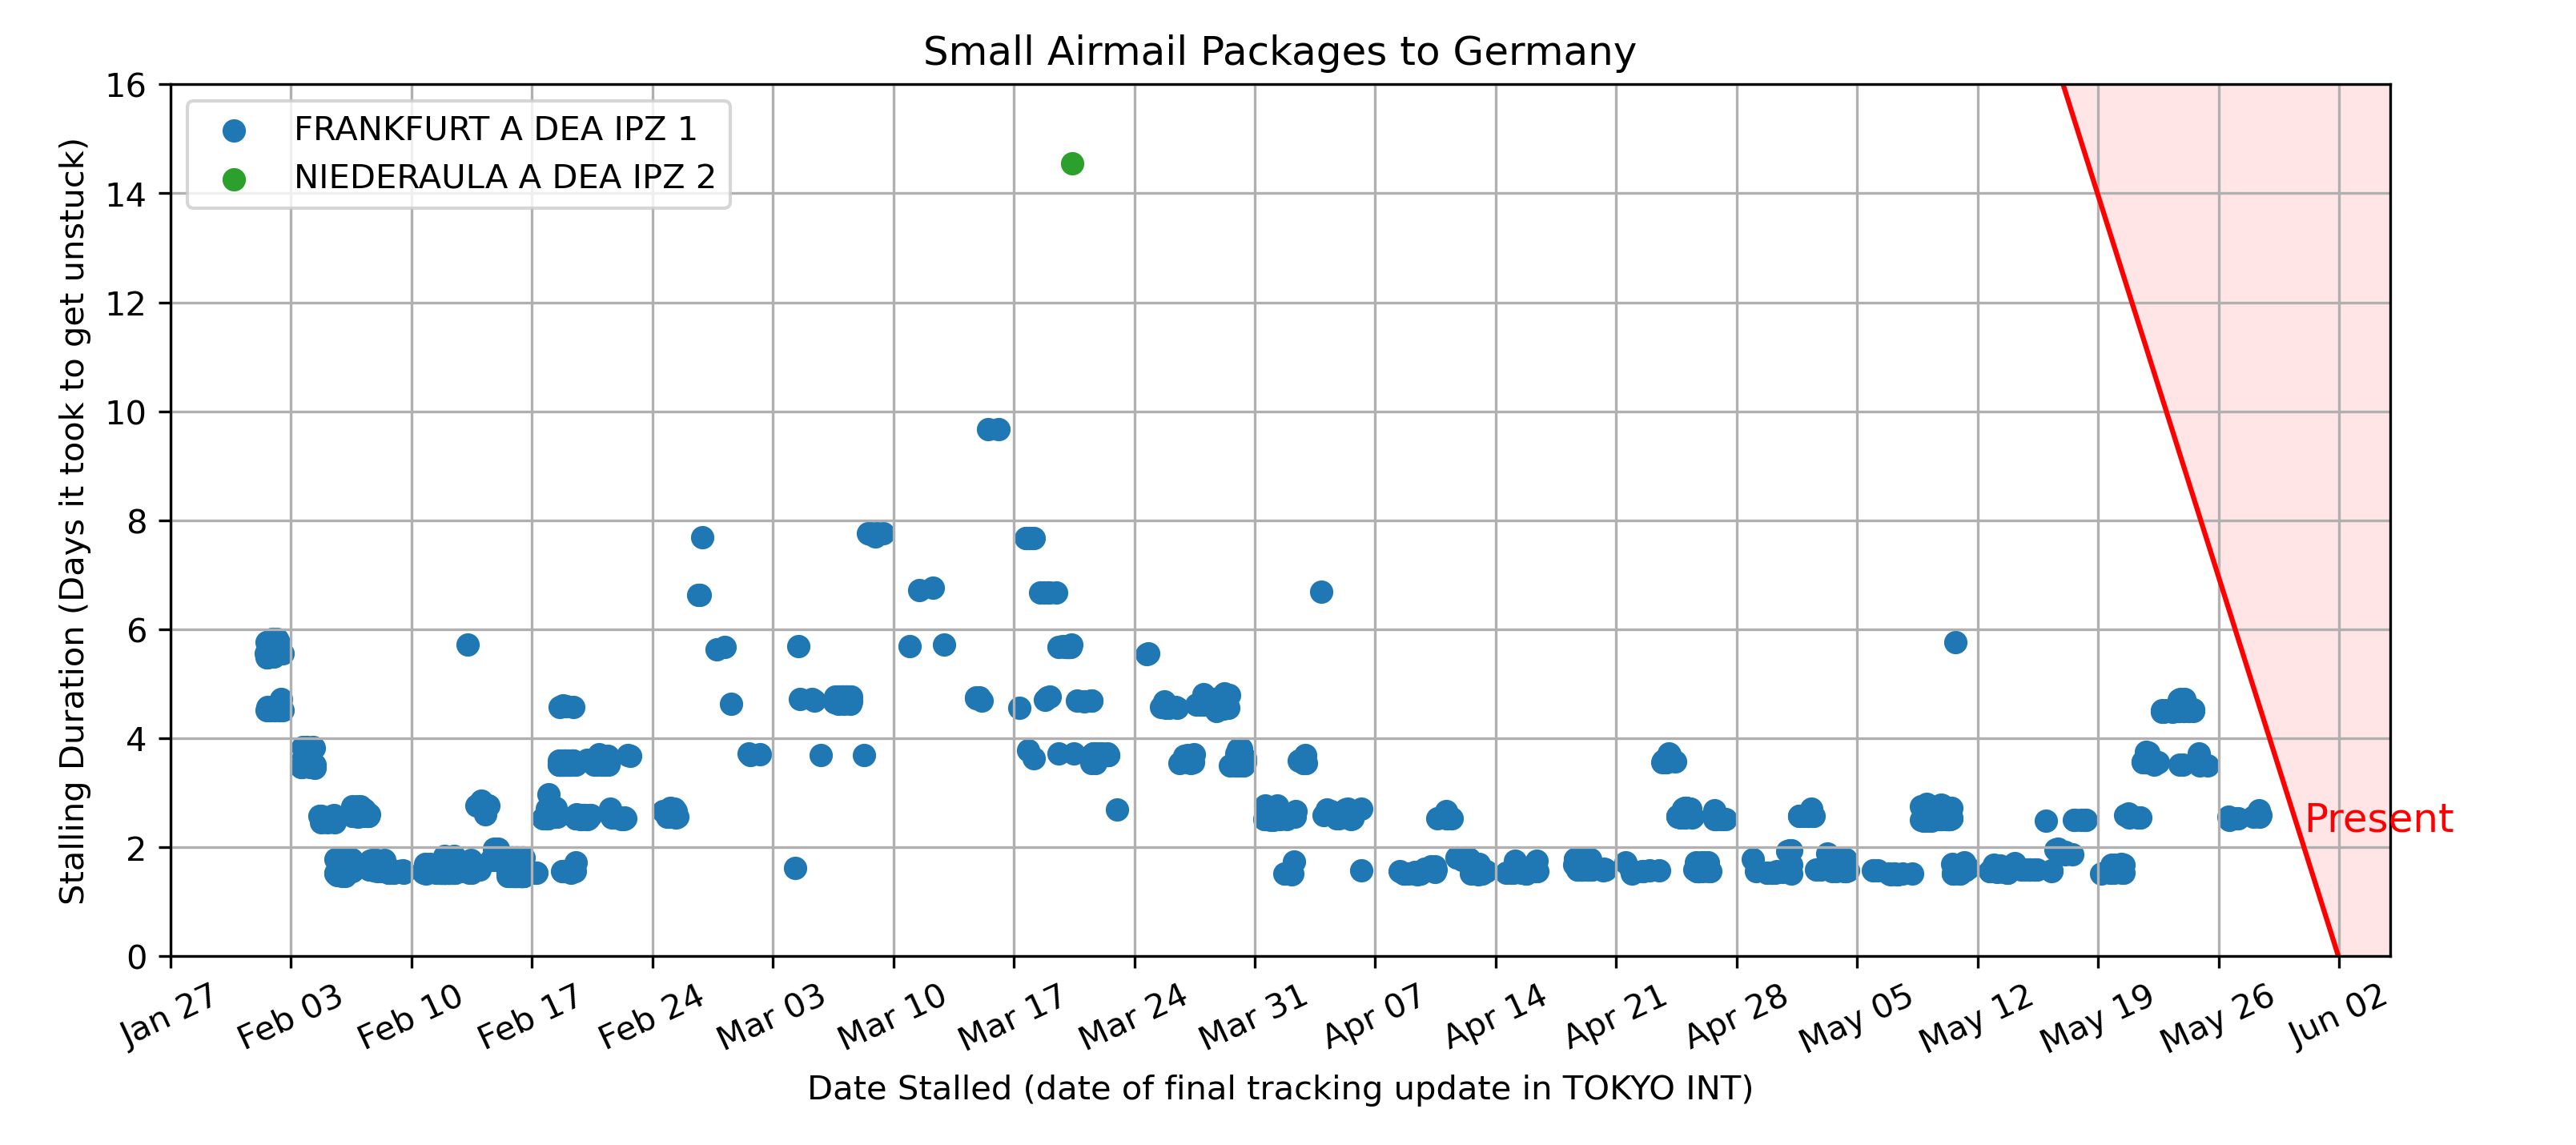 Small Airmail Packages to Germany
FRANKFURT A DEA IPZ 1
NIEDERAULA A DEA IPZ 2
Stalling Duration (Days it took to get unstuck)
16
14
12
10
8
6
4
2
0
Present
Jan 27
Feb 03
Feb 10
Feb 17
Feb 24
Mar 03
Mar 10
Mar 17
Mar 24
Mar 31
Apr 07
Apr 14
Apr 21
Apr 28
May 05
May 12
May 19
May 26
Jun 02
Date Stalled (date of final tracking update in TOKYO INT)